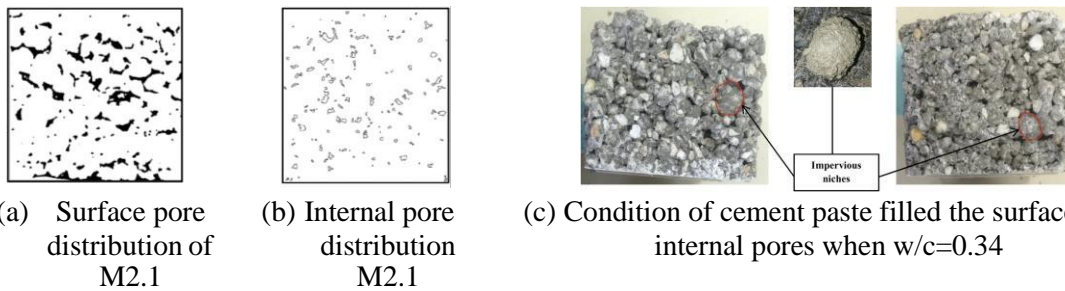 Impervious
niches
(a) Surface pore
distribution of
M2.1
(b) Internal pore
distribution
M2.1
(c) Condition of cement paste filled the surface
internal pores when w/c=0.34